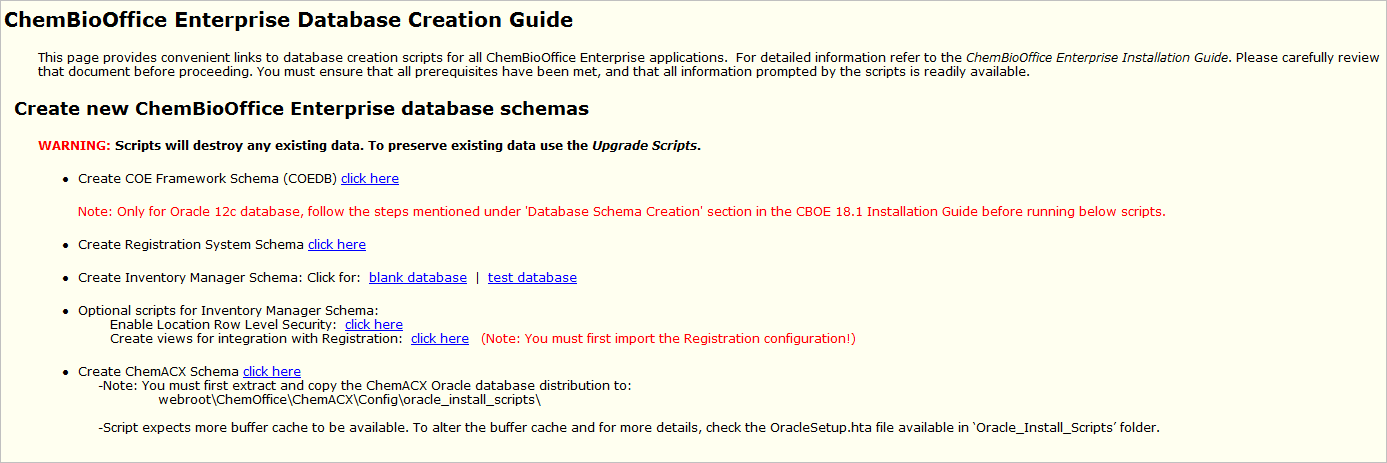 ChemBioOffice Enterprise Database Creation Guide
This page provides convenient links to database creation scripts for all ChemBioOffice Enterprise applications.  For detailed information refer to the ChemBioOffice Enterprise Installation Guide. Please carefully review
that document before proceeding. You must ensure that all prerequisites have been met, and that all information prompted by the scripts is readily available.
Create new ChemBioOffice Enterprise database schemas
WARNING: Scripts will destroy any existing data. To preserve existing data use the Upgrade Scripts.
• Create COE Framework Schema (COEDB) click here
Note: Only for Oracle 12c database, follow the steps mentioned under 'Database Schema Creation' section in the CBOE 18.1 Installation Guide before running below scripts.
• Create Registration System Schema click here
• Create Inventory Manager Schema: Click for:  blank database  |  test database
• Optional scripts for Inventory Manager Schema:
Enable Location Row Level Security:  click here
Create views for integration with Registration:  click here   (Note: You must first import the Registration configuration!)
• Create ChemACX Schema click here
-Note: You must first extract and copy the ChemACX Oracle database distribution to:
webroot\ChemOffice\ChemACX\Config\oracle_install_scripts\
-Script expects more buffer cache to be available. To alter the buffer cache and for more details, check the OracleSetup.hta file available in ‘Oracle_Install_Scripts’ folder.